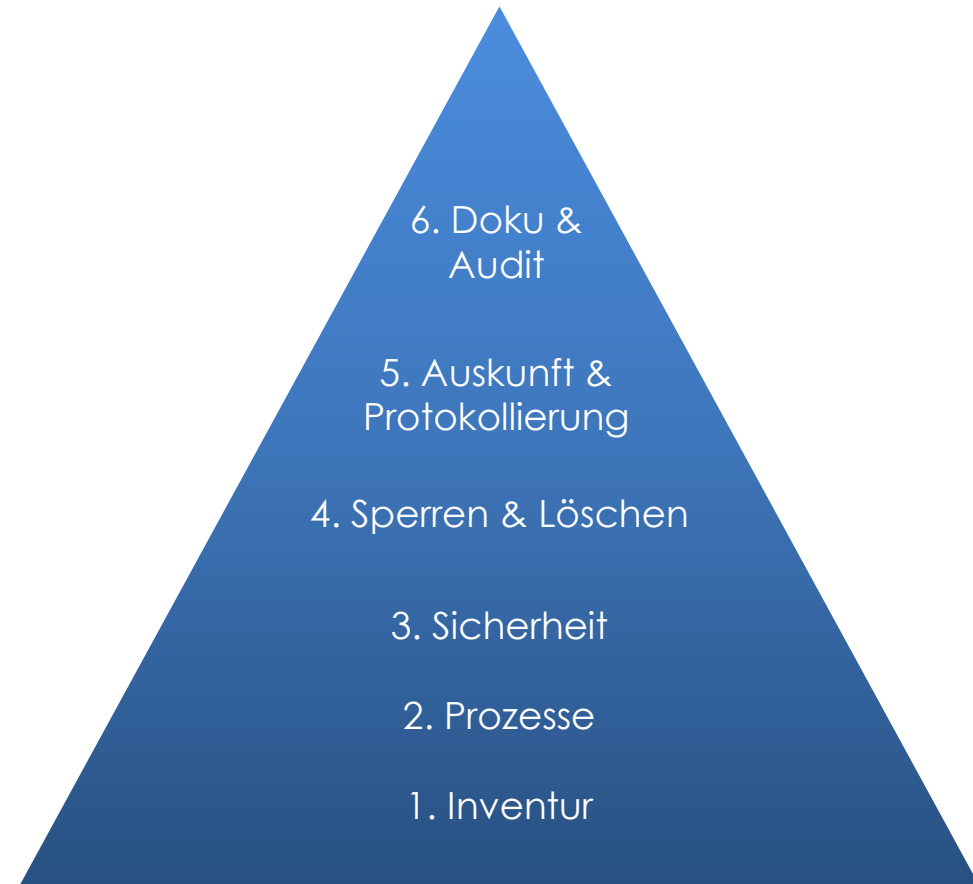 6. Doku &
Audit
5. Auskunft &
Protokollierung
4. Sperren & Löschen
3. Sicherheit
2. Prozesse
1. Inventur